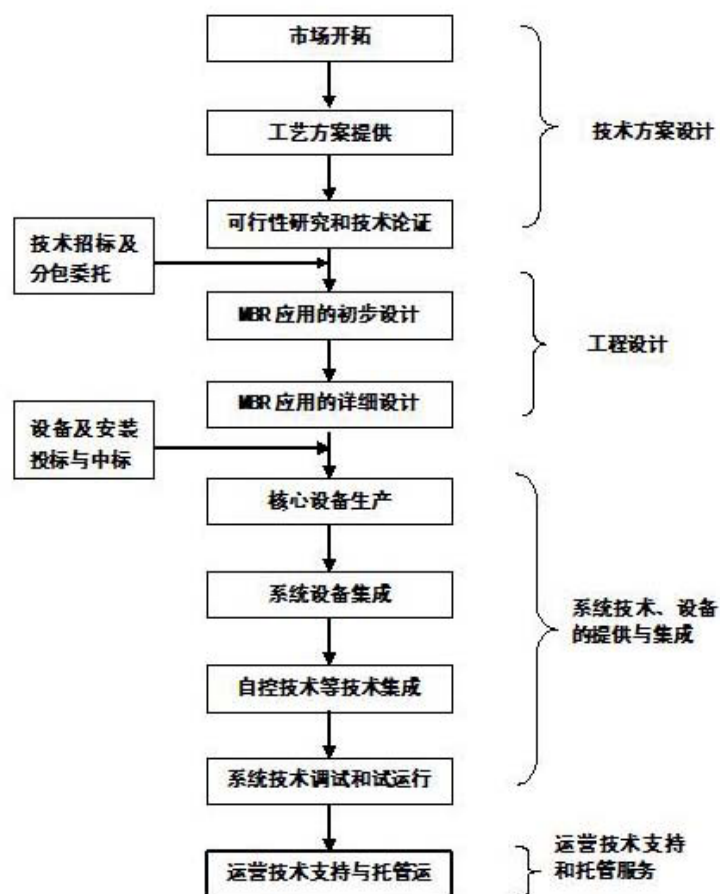 市场开拓
工艺方案提供
技术方案设计
可行性研究和技术论证
技术招标及
分包委托
MBR 应用的初步设计
工程设计
MBR 应用的详细设计
设备及安装
投标与中标
核心设备生产
系统设备集成
系统技术、设备
的提供与集成
自控技术等技术集成
系统技术调试和试运行
运营技术支持与托管运
运营技术支持
和托管服务